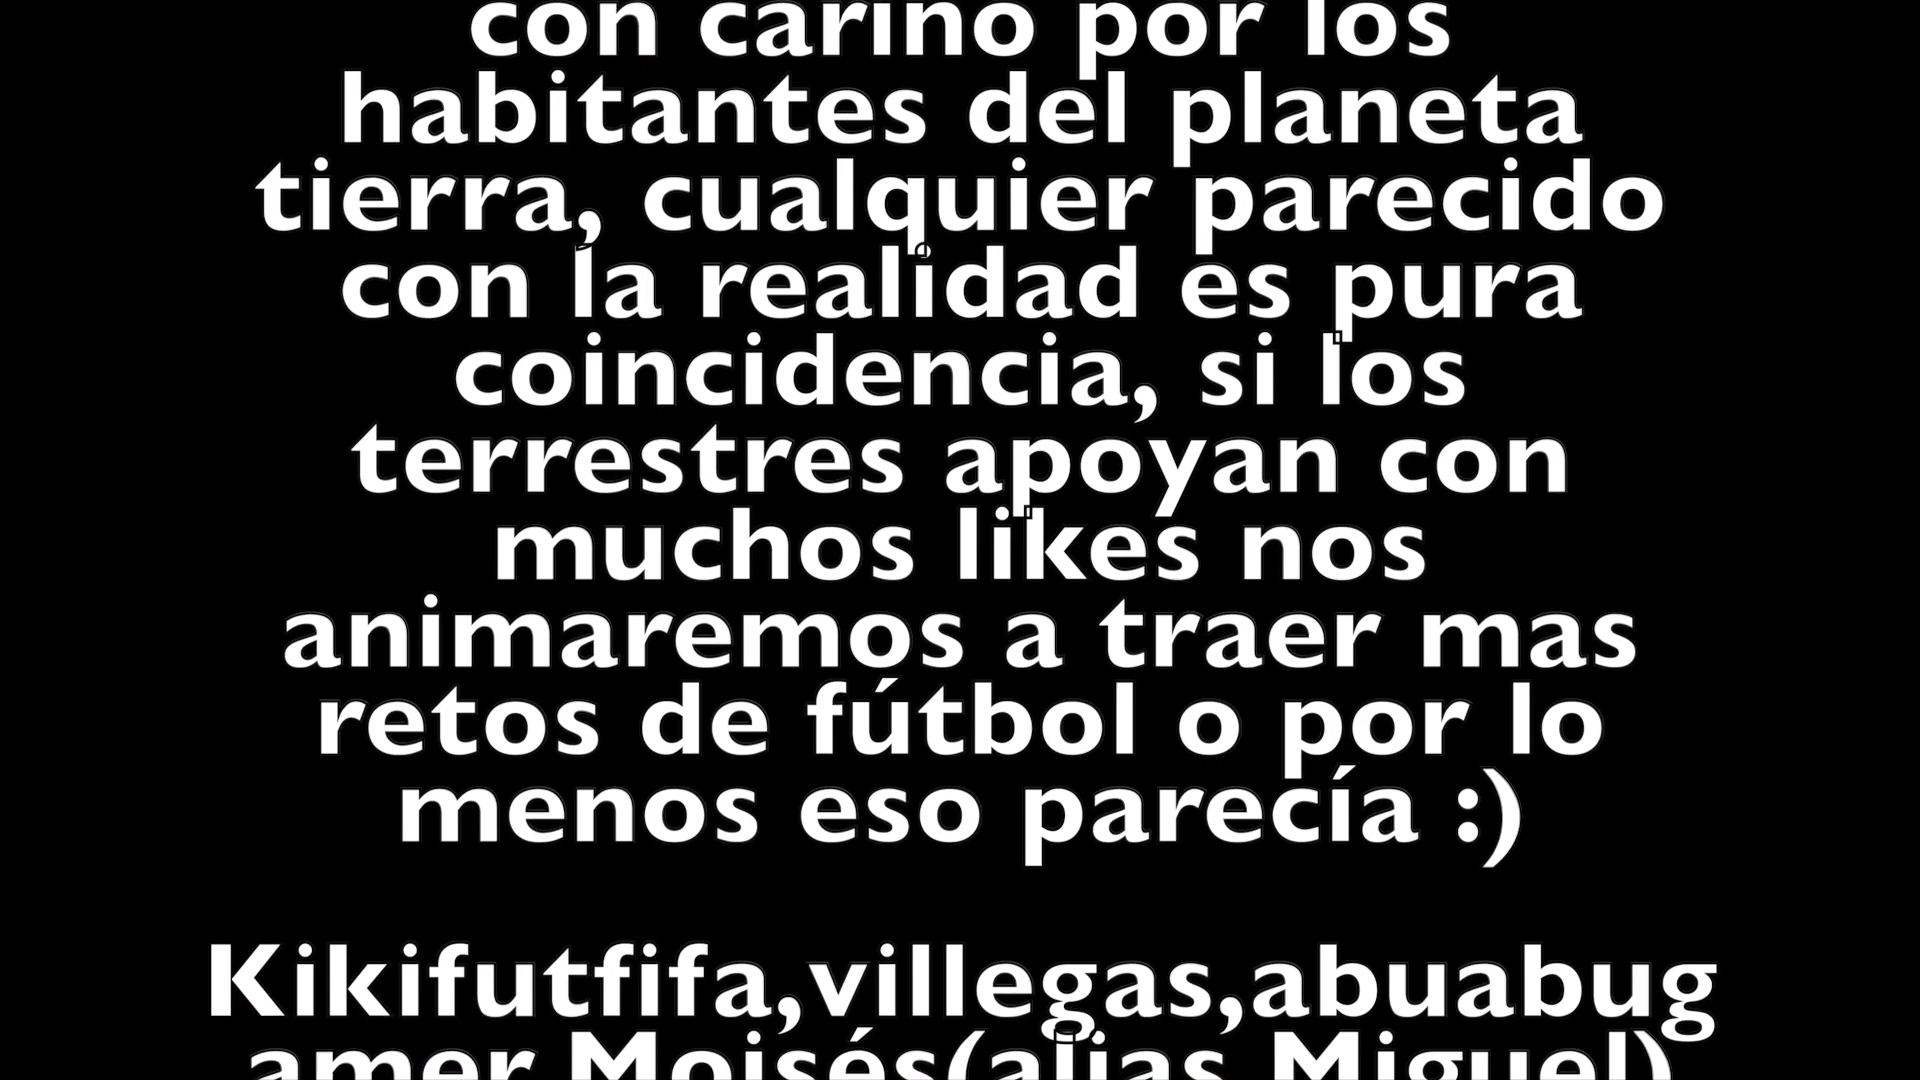 con cariño por los
habitantes del planeta
tierra, cualquier parecido
con la realidad es pura
coincidencia, si los
terrestres apoyan con
muchos likes nos
animaremos a traer mas
retos de fútbol o por lo
menos eso parecía :)
Kikifutfifa,villegas,abuabug
amer Moisés(alias Miguel)